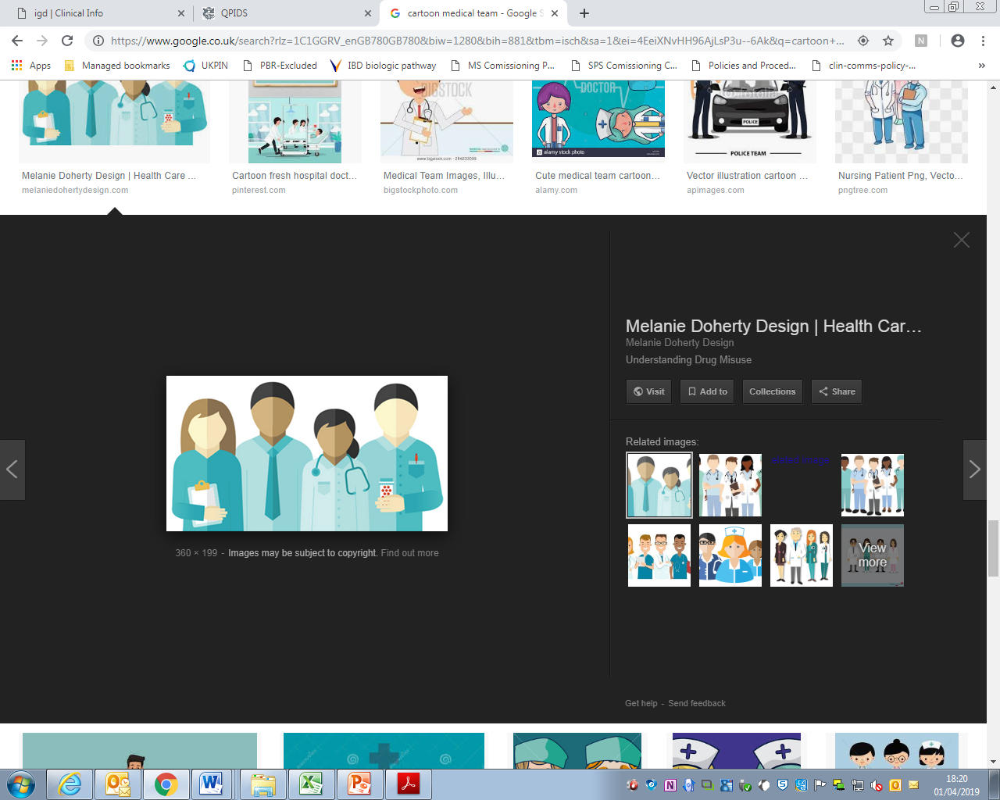 igd | Clinical Info
QPIDS
cartoon medical team - Google S
https://www.google.co.uk/search?rlz=1C1GGRV_enGB780GB780&biw=1280&bih=881&tbm=isch&sa=1&ei=4EeiXNvHH96AjLsP3u--6Ak&q=cartoon+...
Apps
Managed bookmarks
UKPIN
PBR-Excluded
IBD biologic pathway
MS Comissioning P...
SPS Comissioning C...
Policies and Proced...
clin-comms-policy-...
BIGSTOCK
DOCTOR
fotolia
POLICE
alamy stock photo
www.bigstock.com · 284233099
POLICE TEAM
Melanie Doherty Design | Health Care ...
melaniedohertydesign.com
Cartoon fresh hospital doct...
pinterest.com
Medical Team Images, Illu...
bigstockphoto.com
Cute medical team cartoon...
alamy.com
Vector illustration cartoon ...
apimages.com
Nursing Patient Png, Vecto...
pngtree.com
Melanie Doherty Design | Health Car...
Melanie Doherty Design
Understanding Drug Misuse
Visit
Add to
Collections
Share
Related images:
View
more
360 × 199 - Images may be subject to copyright. Find out more
Get help - Send feedback
18:20
01/04/2019